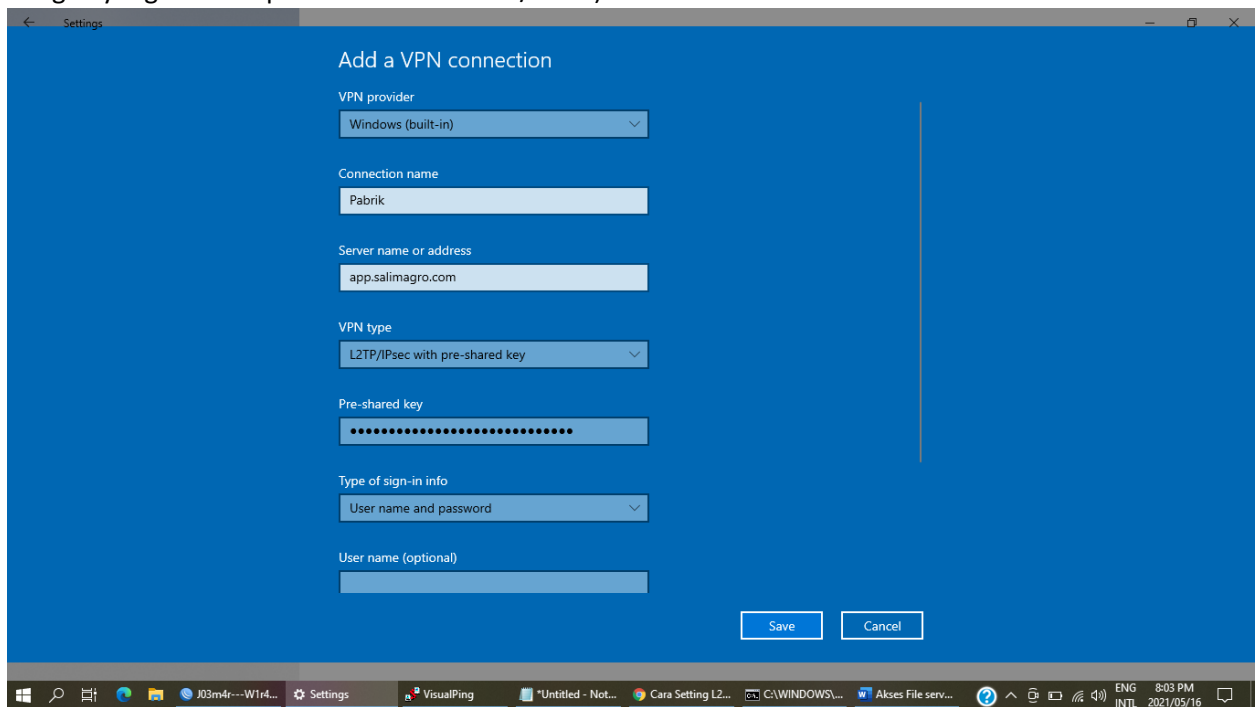 Settings
Add a VPN connection
VPN provider
Windows (built-in)
Connection name
Pabrik
Server name or address
app.salimagro.com
VPN type
L2TP/IPsec with pre-shared key
Pre-shared key
•••••••••••••••••••••••••••••
Type of sign-in info
User name and password
User name (optional)
Save Cancel
J03m4r---W1r4... Settings VisualPing *Untitled - Not... Cara Setting L2... C:\WINDOWS\... Akses File serv... ENG 8:03 PM
INTL 2021/05/16